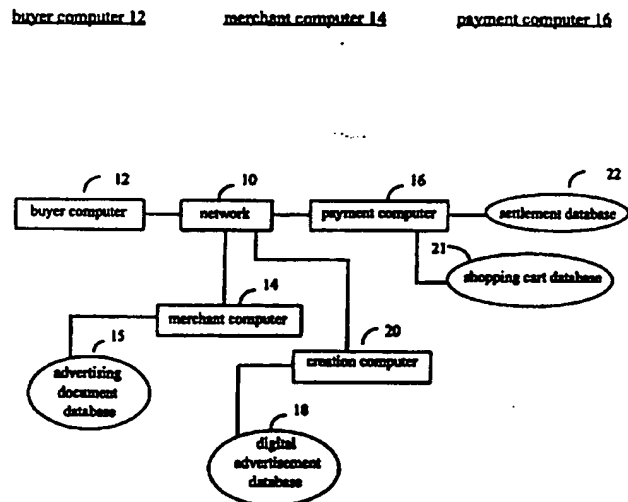 buyer computer 12 merchant computer 14 payment computer 16
12
10
16
22
buyer computer
network
payment computer
settlement database
21
shopping cart database
14
merchant computer
15
20
advertising
document
database
creation computer
18
digital
advertisement
database